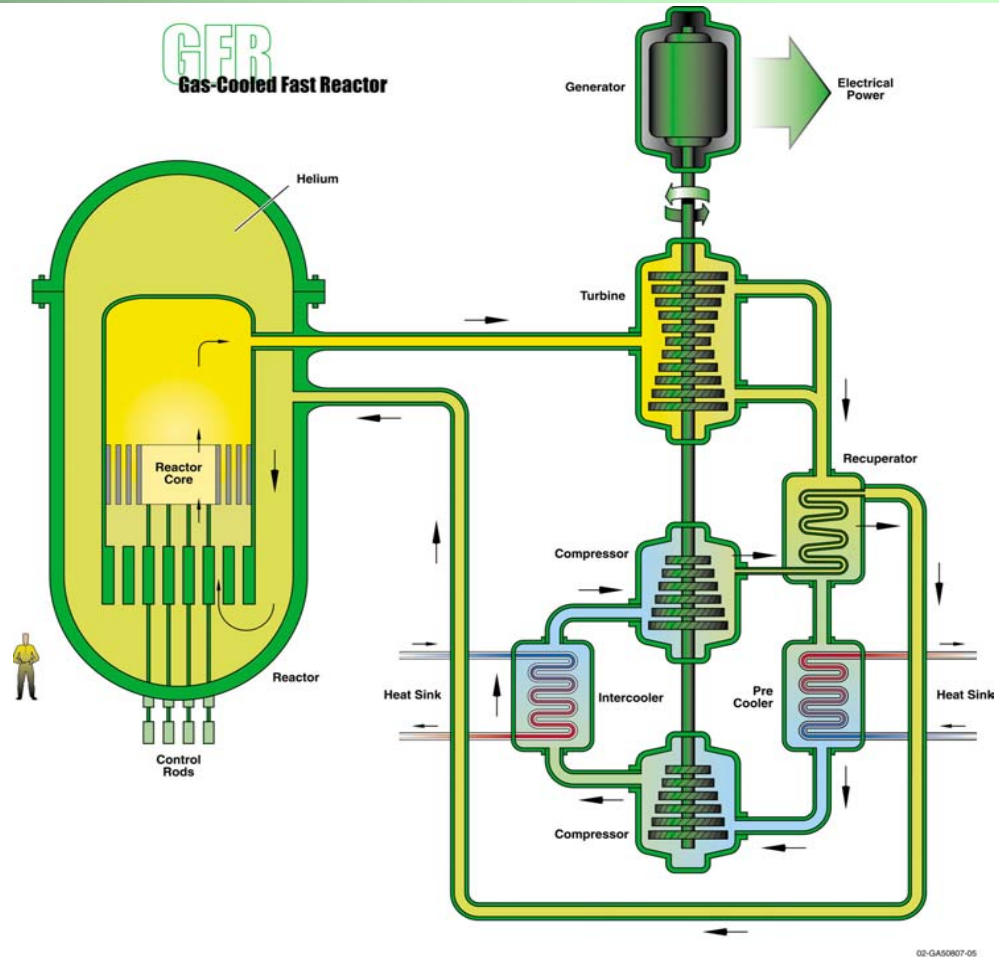 GFR
Gas-Cooled Fast Reactor
Generator
Electrical
Power
Helium
Turbine
Reactor
Core
Recuperator
Compressor
Reactor
Heat Sink
Intercooler
Pre
Cooler
Heat Sink
Control
Rods
Compressor
02-GA50807-05